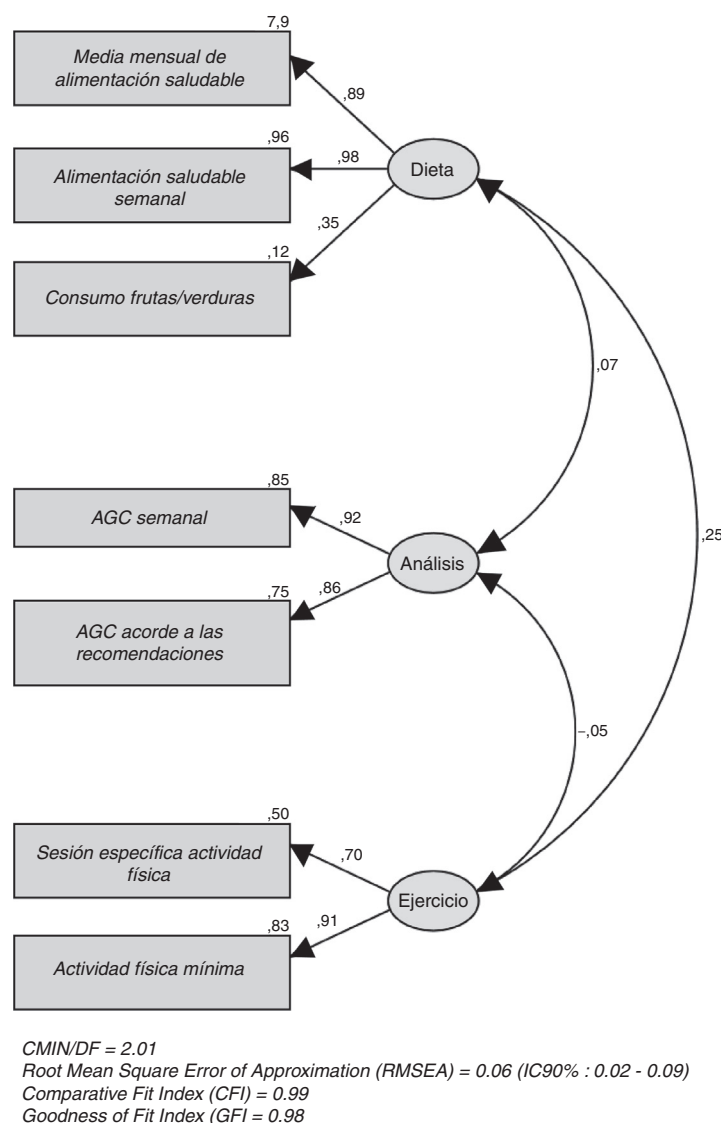 7,9
Media mensual de
alimentación saludable
,89
,96
Alimentación saludable
semanal
,98
Dieta
,35
,12
Consumo frutas/verduras
,07
,85
AGC semanal
,92
,25
Análisis
,75
,86
AGC acorde a las
recomendaciones
–,05
,50
Sesión específica actividad
física
,70
Ejercicio
,83
,91
Actividad física mínima
CMIN/DF = 2.01
Root Mean Square Error of Approximation (RMSEA) = 0.06 (IC90% : 0.02 - 0.09)
Comparative Fit Index (CFI) = 0.99
Goodness of Fit Index (GFI = 0.98